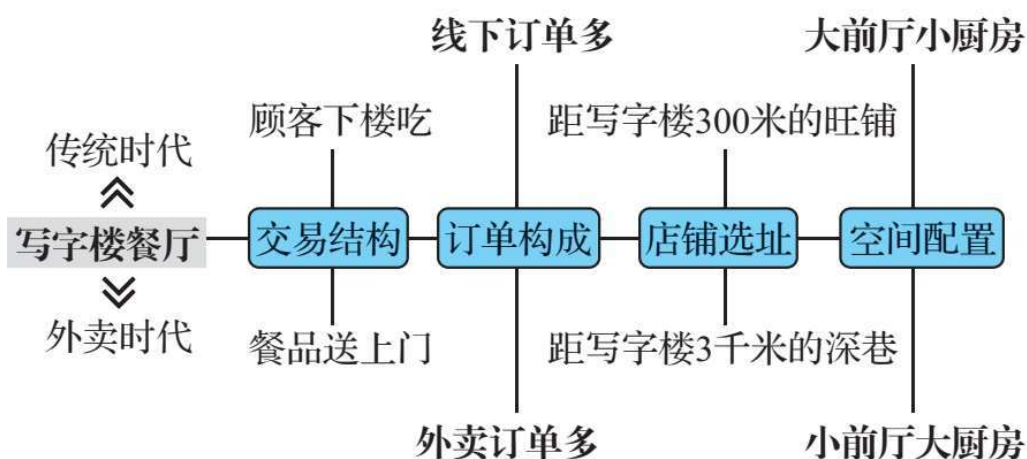 线下订单多
大前厅小厨房
顾客下楼吃
距写字楼300米的旺铺
传统时代
写字楼餐厅
交易结构
订单构成
店铺选址
空间配置
外卖时代
餐品送上门
距写字楼3千米的深巷
外卖订单多
小前厅大厨房